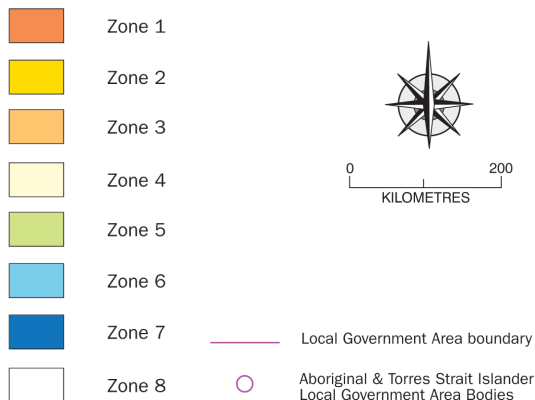 Zone 1
Zone 2
Zone 3
Zone 4
Zone 5
Zone 6
Zone 7
Zone 8
0 200
KILOMETRES
Local Government Area boundary
Aboriginal & Torres Strait Islander
Local Government Area Bodies